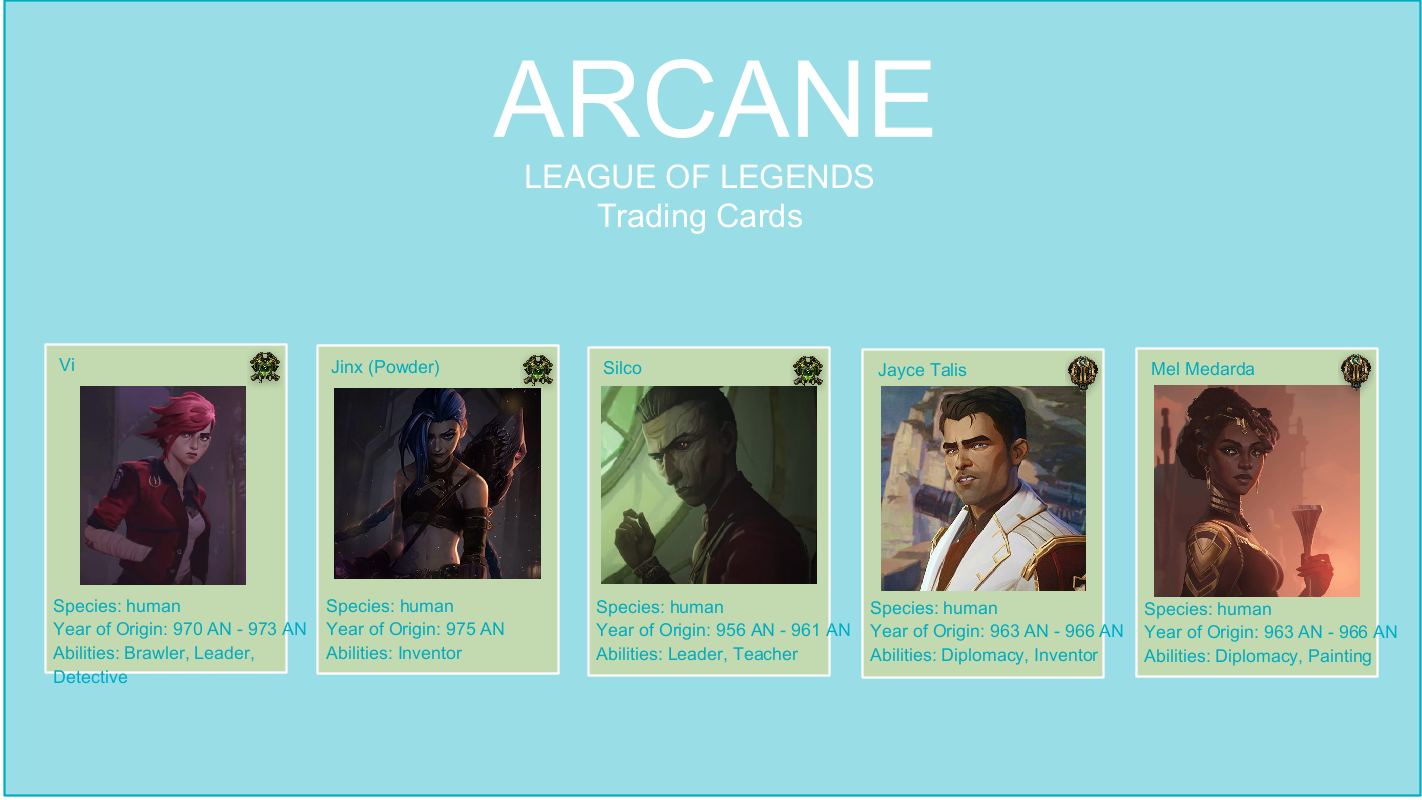 ARCANE
LEAGUE OF LEGENDS
Trading Cards
Vi
Species: human
Year of Origin: 970 AN - 973 AN
Abilities: Brawler, Leader,
Detective
Jinx (Powder)
Species: human
Year of Origin: 975 AN
Abilities: Inventor
Silco
Species: human
Year of Origin: 956 AN - 961 AN
Abilities: Leader, Teacher
Jayce Talis
Species: human
Year of Origin: 963 AN - 966 AN
Abilities: Diplomacy, Inventor
Mel Medarda
Species: human
Year of Origin: 963 AN - 966 AN
Abilities: Diplomacy, Painting